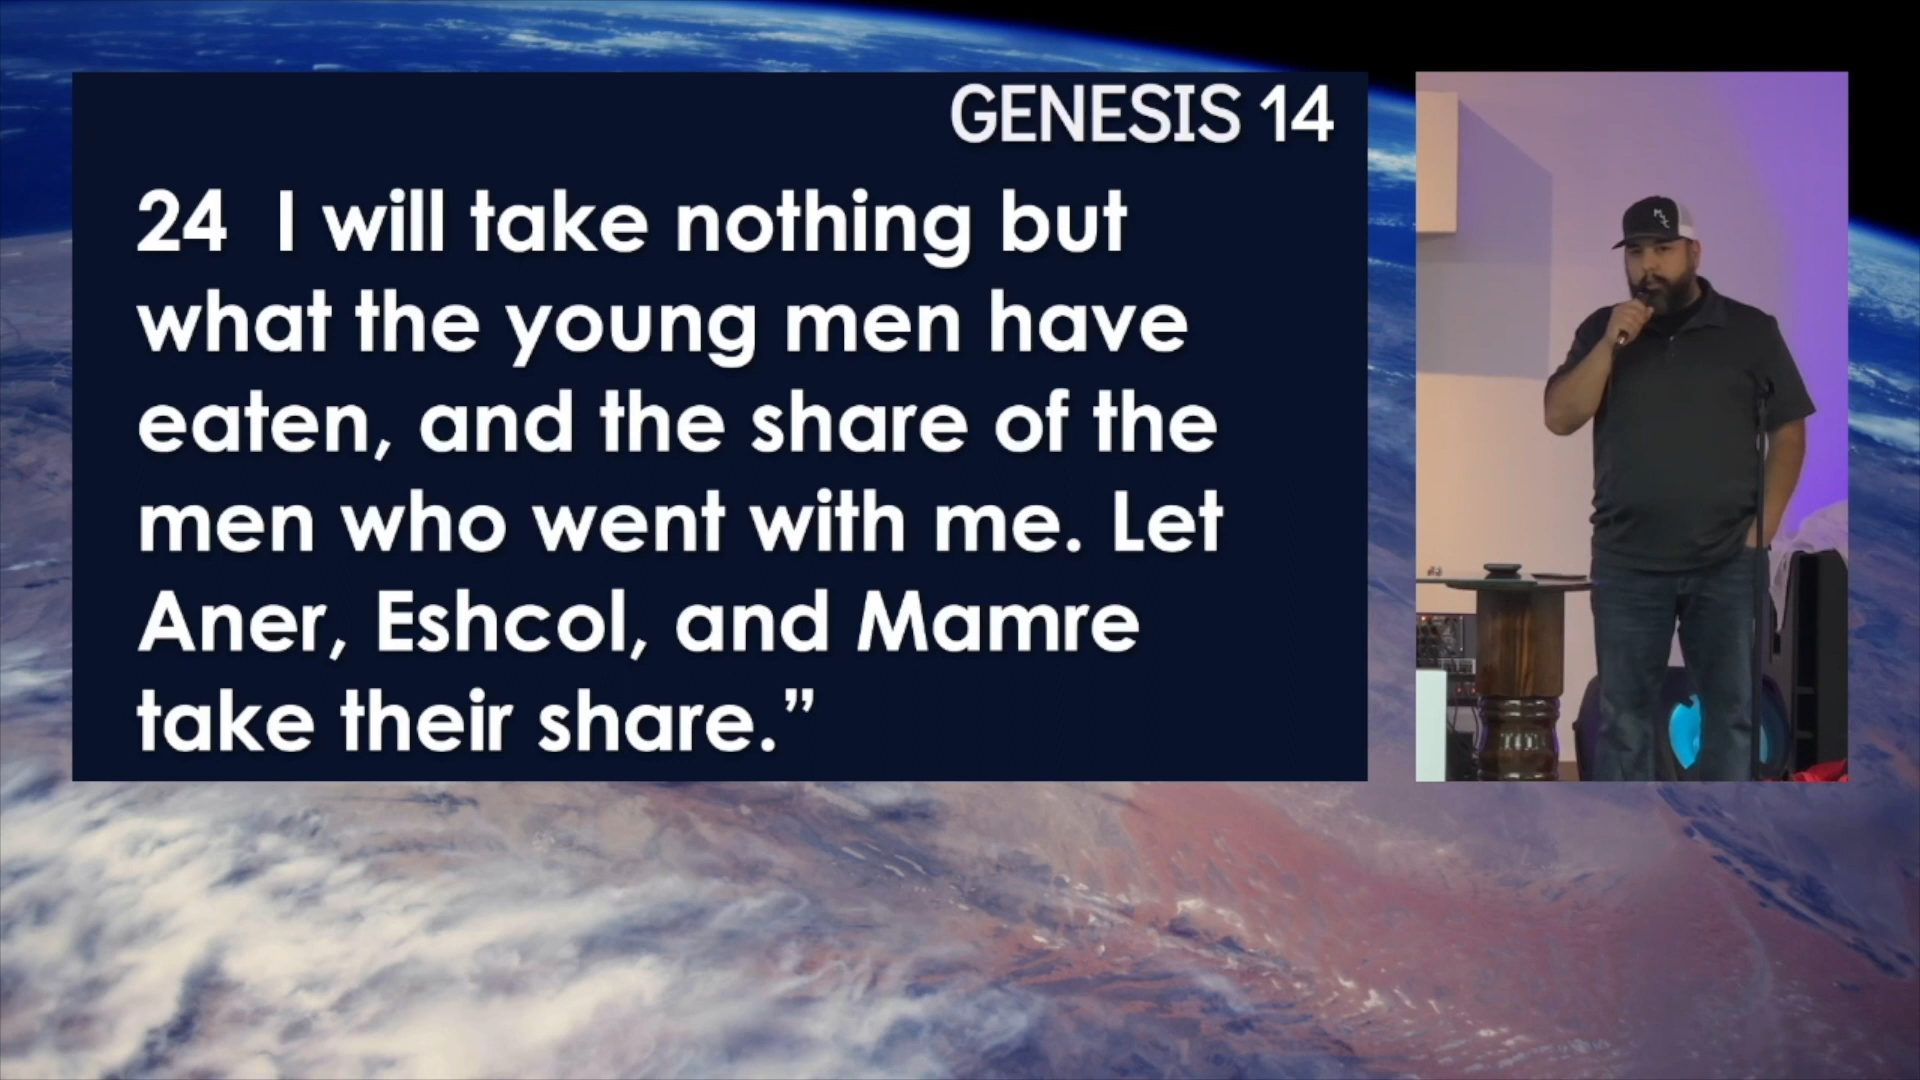 GENESIS 14
24 I will take nothing but
what the young men have
eaten, and the share of the
men who went with me. Let
Aner, Eshcol, and Mamre
take their share.”